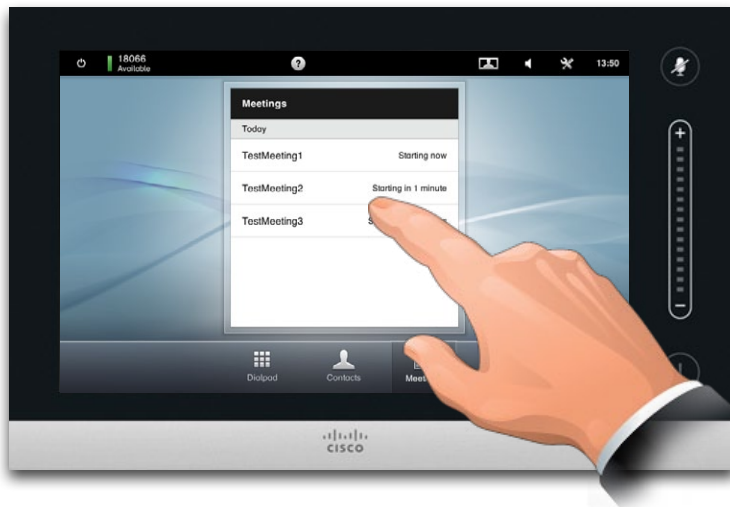 18066
Available
?
13:50
Meetings
Today
TestMeeting1 Starting now
TestMeeting2 Starting in 1 minute
TestMeeting3
Dialpad Contacts
CISCO